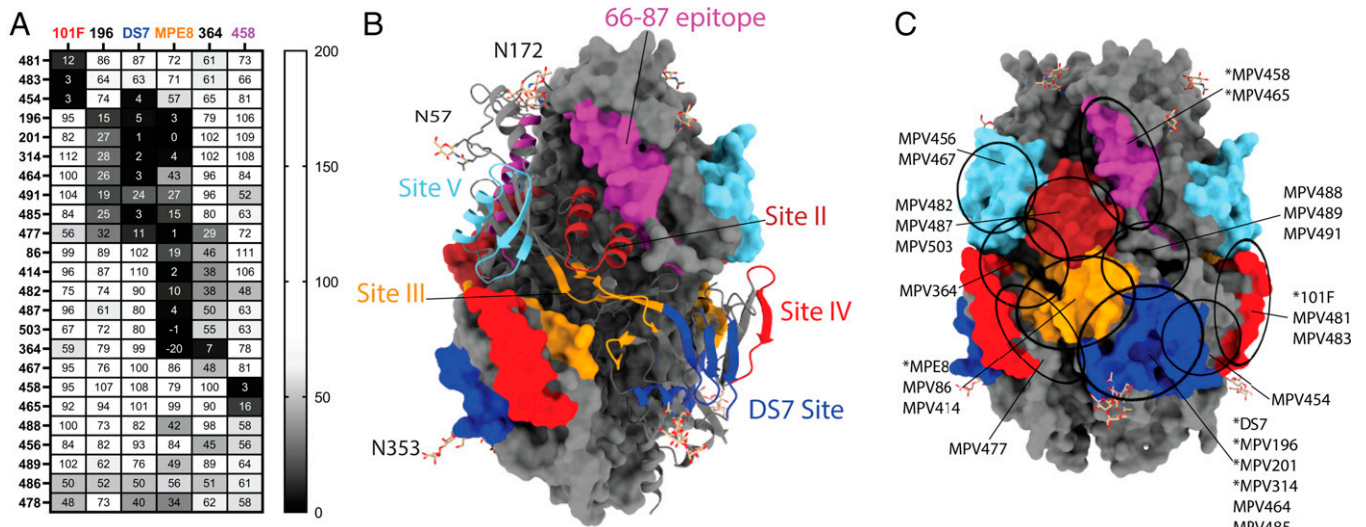 A
101F 196 DS7 MPE8 364 458
481 12 86 87 72 61 73
483 3 64 63 71 61 66
454 3 74 4 57 65 81
196 95 15 5 3 79 106
201 82 27 1 0 102 109
314 112 28 2 4 102 108
464 100 26 3 43 96 84
491 104 19 24 27 96 52
485 84 25 3 15 80 63
477 56 32 11 1 29 72
86 99 89 102 19 46 111
414 96 87 110 2 38 106
482 75 74 90 10 38 48
487 96 61 80 4 50 63
503 67 72 80 -1 55 63
364 59 79 99 -20 7 78
467 95 76 100 86 48 81
458 95 107 108 79 100 3
465 92 94 101 99 90 16
488 100 73 82 42 98 58
456 84 82 93 84 45 56
489 102 62 76 49 89 64
486 50 52 50 56 51 61
478 48 73 40 34 62 58
200
150
100
50
0
B
66-87 epitope
N172
N57
Site V
Site II
Site III
Site IV
DS7 Site
N353
C
*MPV458
*MPV465
MPV456
MPV467
MPV482
MPV487
MPV503
MPV488
MPV489
MPV491
MPV364
*101F
MPV481
MPV483
*MPE8
MPV86
MPV414
MPV454
MPV477
*DS7
*MPV196
*MPV201
*MPV314
MPV464
MPV485